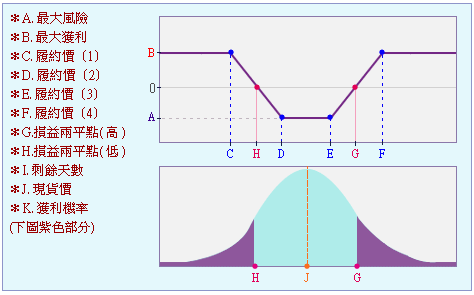 *A.最大風險
*B.最大獲利
*C.履約價〔1〕
*D.履約價〔2〕
*E.履約價〔3〕
*F.履約價〔4〕
*G.損益兩平點(高)
*H.損益兩平點(低)
*I.剩餘天數
*J.現貨價
*K.獲利機率
(下圖紫色部分)
B
0
A
C H D E G F
H J G